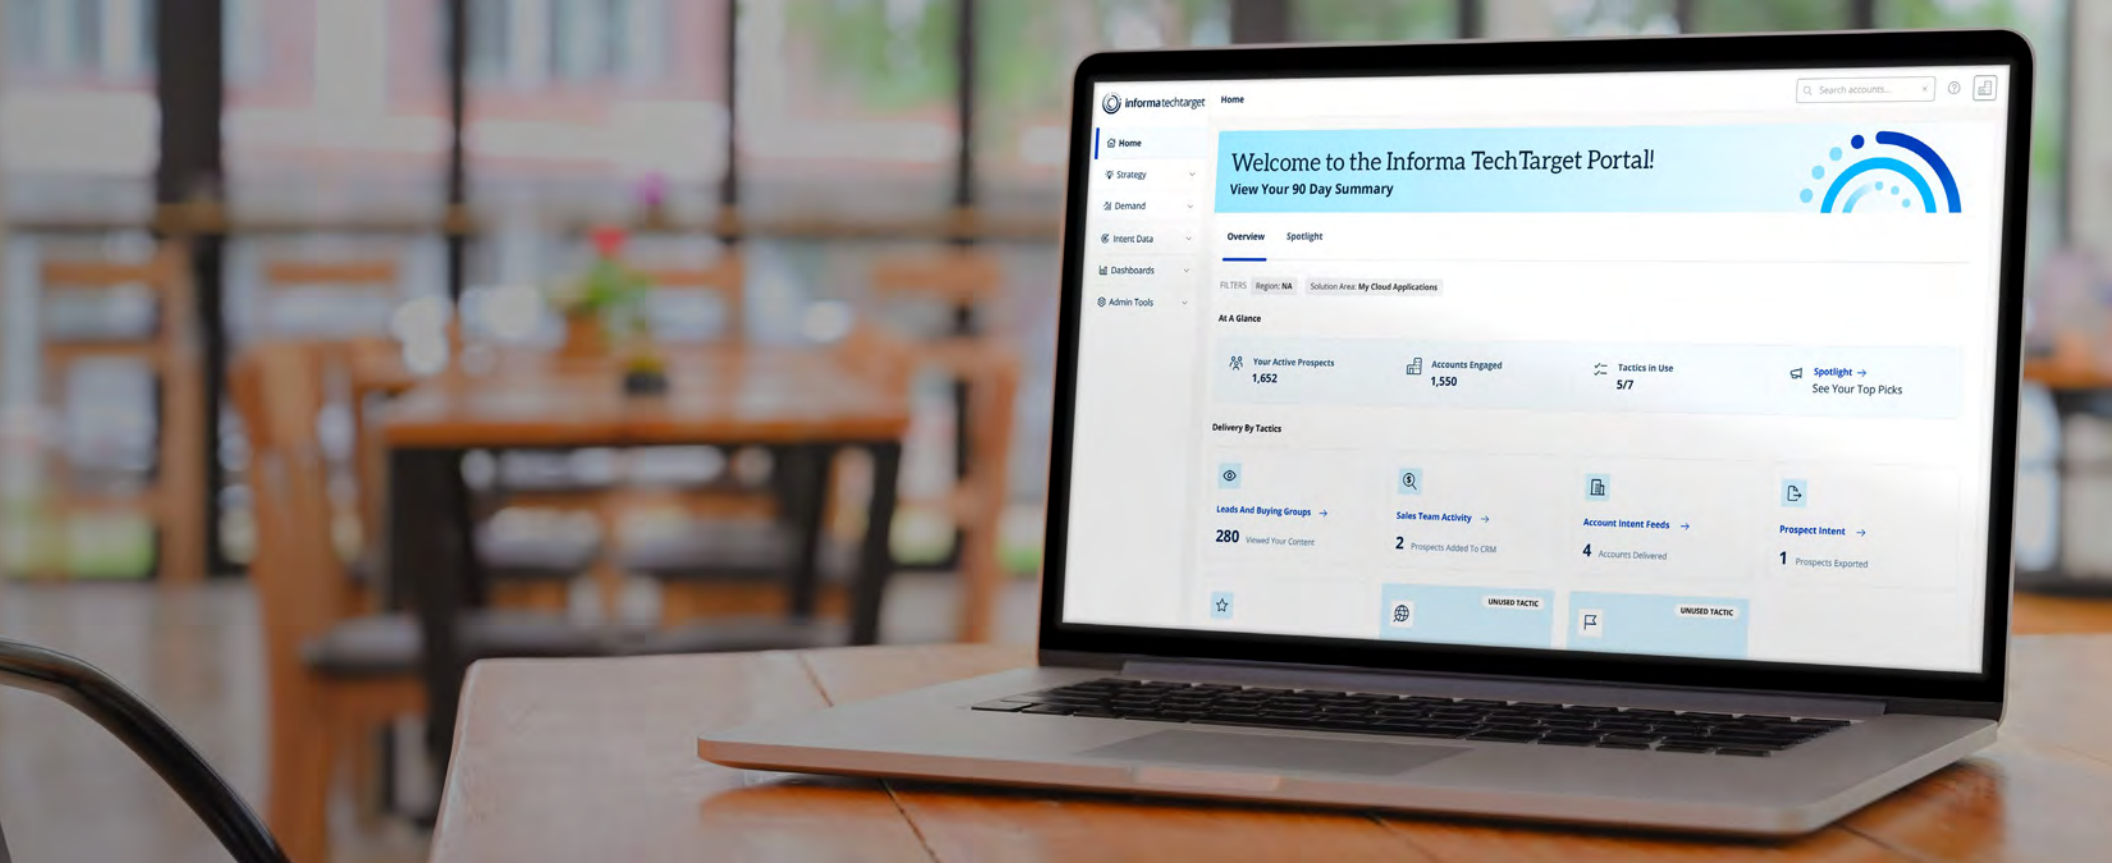 informa techtarget
Home
Search accounts...
Home
Strategy
Demand
Intent Data
Dashboards
Admin Tools
Welcome to the Informa TechTarget Portal!
View Your 90 Day Summary
Overview
Spotlight
FILTERS
Region: NA
Solution Area: My Cloud Applications
At A Glance
Your Active Prospects
1,652
Accounts Engaged
1,550
Tactics in Use
5/7
Spotlight →
See Your Top Picks
Delivery By Tactics
Leads And Buying Groups →
280 Viewed Your Content
Sales Team Activity →
2 Prospects Added To CRM
Account Intent Feeds →
4 Accounts Delivered
Prospect Intent →
1 Prospects Exported
UNUSED TACTIC
UNUSED TACTIC